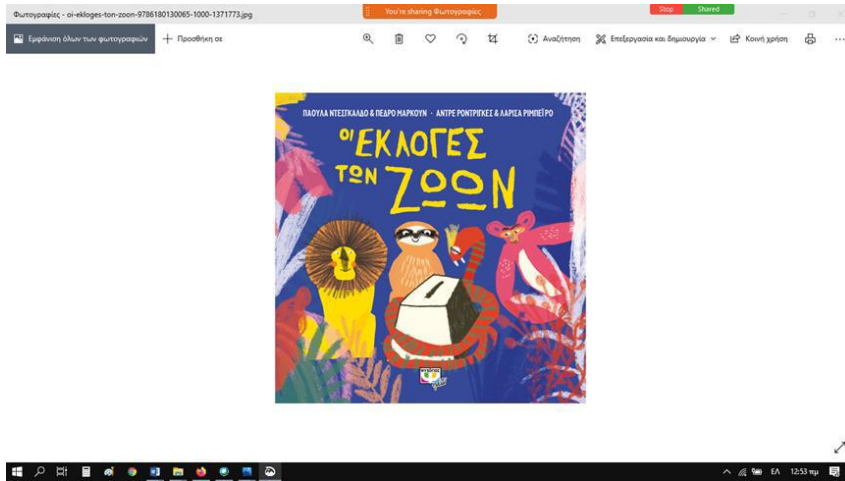 Φωτογραφίες - oi-ekloges-ton-zoon-9786180130065-1000-1371773.jpg
You're sharing Φωτογραφίες
Stop Shared
Εμφάνιση όλων των φωτογραφιών
Προσθήκη σε
Αναζήτηση
Επεξεργασία και δημιουργία
Κοινή χρήση
ΠΑΟΥΛΑ ΝΤΕΣΓΚΑΛΔΟ & ΠΕΔΡΟ ΜΑΡΚΟΥΝ · ΑΝΤΡΕ ΡΟΝΤΡΙΓΚΕΣ & ΛΑΡΙΣΑ ΡΙΜΠΕΪΡΟ
ΟΙ ΕΚΛΟΓΕΣ
ΤΩΝ ΖΩΩΝ
ΕΛ 12:53 πμ